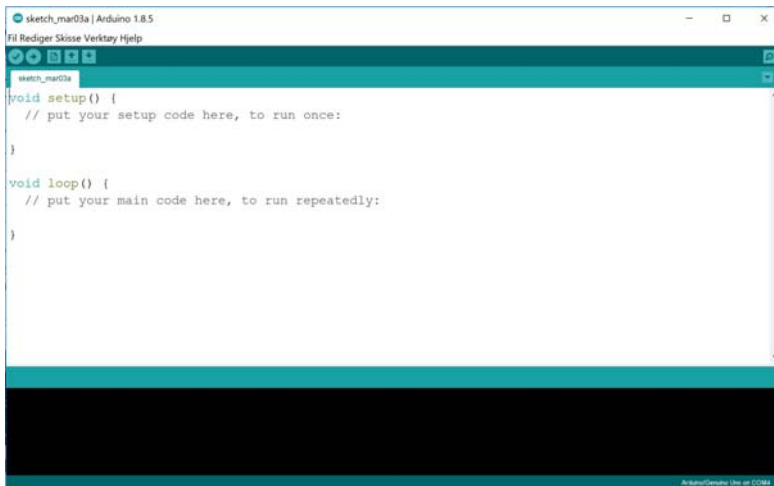 sketch_mar03a | Arduino 1.8.5
Fil Rediger Skisse Verktøy Hjelp
sketch_mar03a
void setup() {
// put your setup code here, to run once:
}
void loop() {
// put your main code here, to run repeatedly:
}
Arduino/Genuino Uno on COM4